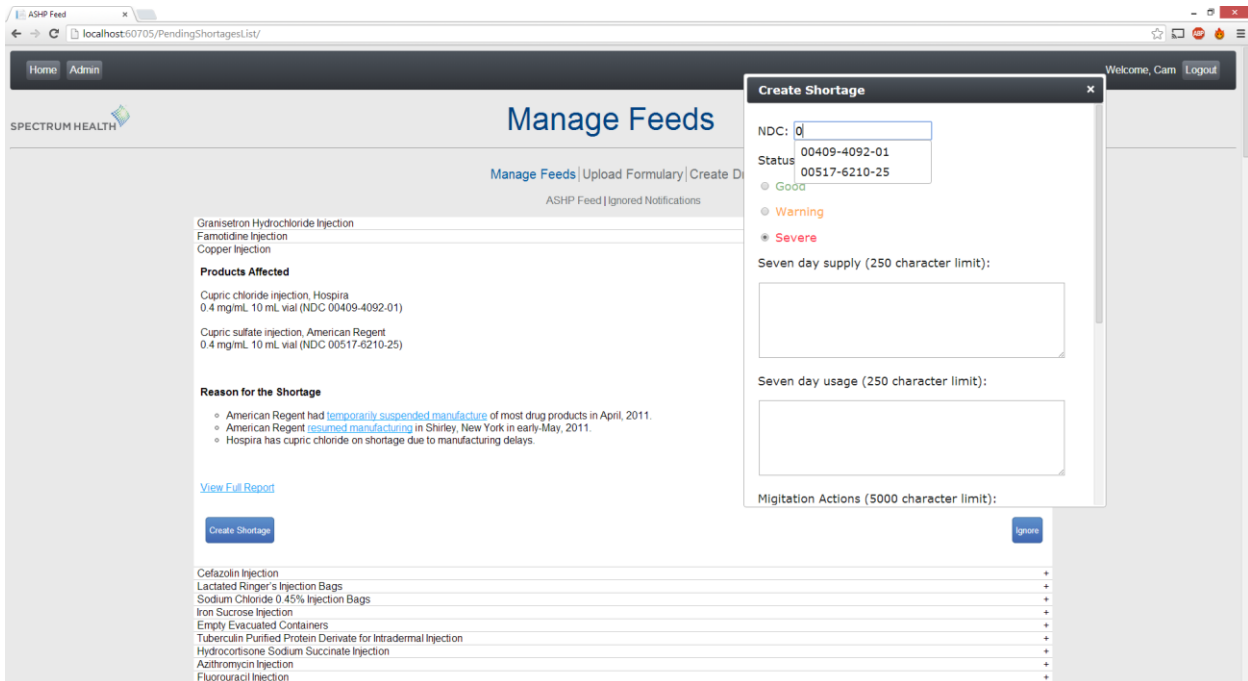 ASHP Feed
localhost:60705/PendingShortagesList/
ABP
Home Admin
Welcome, Cam Logout
SPECTRUM HEALTH
Manage Feeds
Manage Feeds|Upload Formulary|Create Dr
ASHP Feed|Ignored Notifications
Granisetron Hydrochloride Injection
Famotidine Injection
Copper Injection
Products Affected
Cupric chloride injection, Hospira
0.4 mg/mL 10 mL vial (NDC 00409-4092-01)
Cupric sulfate injection, American Regent
0.4 mg/mL 10 mL vial (NDC 00517-6210-25)
Reason for the Shortage
American Regent had temporarily suspended manufacture of most drug products in April, 2011.
American Regent resumed manufacturing in Shirley, New York in early-May, 2011.
Hospira has cupric chloride on shortage due to manufacturing delays.
View Full Report
Create Shortage
Ignore
Cefazolin Injection +
Lactated Ringer's Injection Bags +
Sodium Chloride 0.45% Injection Bags +
Iron Sucrose Injection +
Empty Evacuated Containers +
Tuberculin Purified Protein Derivate for Intradermal Injection +
Hydrocortisone Sodium Succinate Injection +
Azithromycin Injection +
Fluorouracil Injection +
Create Shortage ×
NDC: 0
00409-4092-01
00517-6210-25
Status
Good
Warning
Severe
Seven day supply (250 character limit):
Seven day usage (250 character limit):
Migitation Actions (5000 character limit):